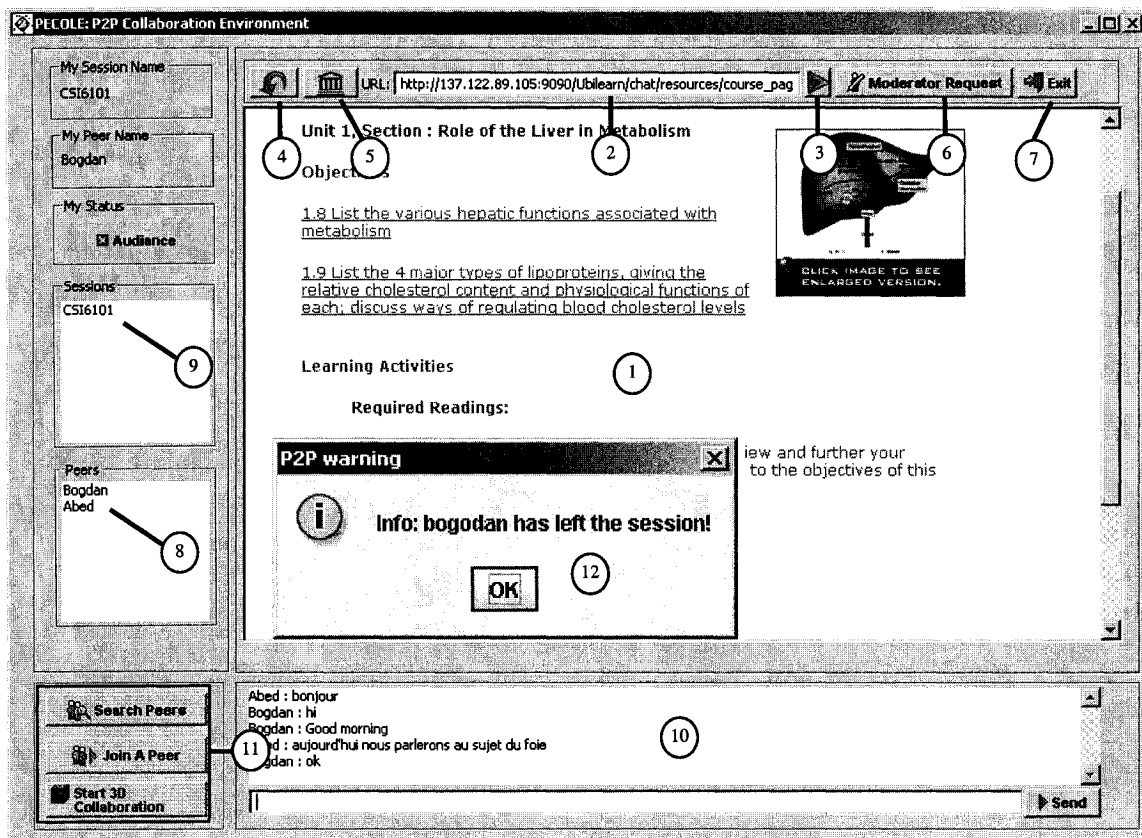 PECOLE: P2P Collaboration Environment
My Session Name
CSI6101
My Peer Name
Bogdan
My Status
Audience
Sessions
CSI6101
9
Peers
Bogdan
Abed
8
Search Peers
Join A Peer
Start 3D
Collaboration
11
URL: http://137.122.89.105:9090/Ubilearn/chat/resources/course_pag
Moderator Request
Exit
4
5
2
3
6
7
Unit 1, Section : Role of the Liver in Metabolism
Objectives
1.8 List the various hepatic functions associated with
metabolism
1.9 List the 4 major types of lipoproteins, giving the
relative cholesterol content and physiological functions of
each; discuss ways of regulating blood cholesterol levels
CLICK IMAGE TO SEE
ENLARGED VERSION.
Learning Activities
1
Required Readings:
iew and further your
to the objectives of this
P2P warning
Info: bogodan has left the session!
OK
12
Abed : bonjour
Bogdan : hi
Bogdan : Good morning
Abed : aujourd'hui nous parlerons au sujet du foie
Bogdan : ok
10
Send